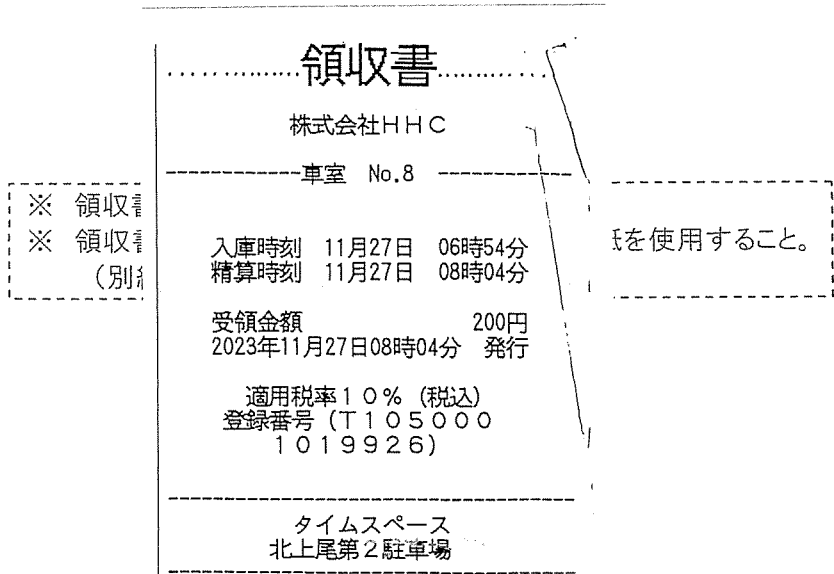 領収書
株式会社ＨＨＣ
車室 No.8
※ 領収書
※ 領収書
紙を使用すること。
（別紙
入庫時刻 11月27日 06時54分
精算時刻 11月27日 08時04分
受領金額 200円
2023年11月27日08時04分 発行
適用税率１０％（税込）
登録番号（Ｔ１０５０００
１０１９９２６）
タイムスペース
北上尾第２駐車場